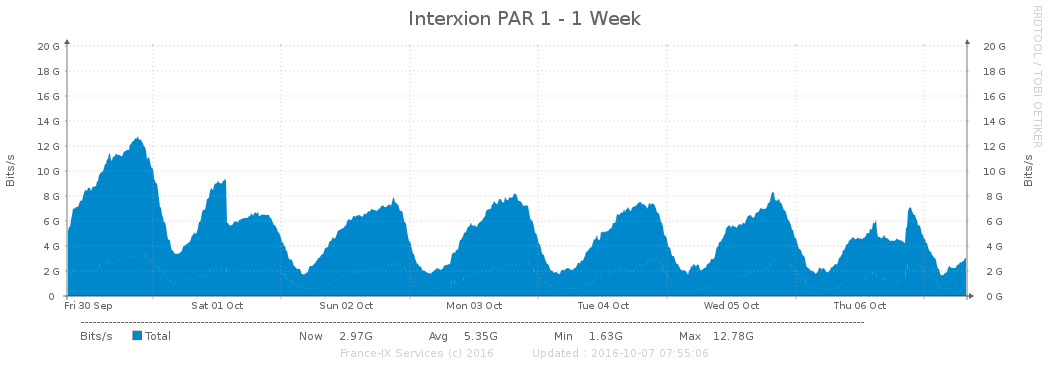 Interxion PAR 1 - 1 Week
RRDTOOL / TOBI OETIKER
Bits/s
Bits/s
20 G 20 G
18 G 18 G
16 G 16 G
14 G 14 G
12 G 12 G
10 G 10 G
8 G 8 G
6 G 6 G
4 G 4 G
2 G 2 G
0 0 G
Fri 30 Sep Sat 01 Oct Sun 02 Oct Mon 03 Oct Tue 04 Oct Wed 05 Oct Thu 06 Oct
Bits/s Total Now 2.97G Avg 5.35G Min 1.63G Max 12.78G
France-IX Services (c) 2016 Updated : 2016-10-07 07:55:06